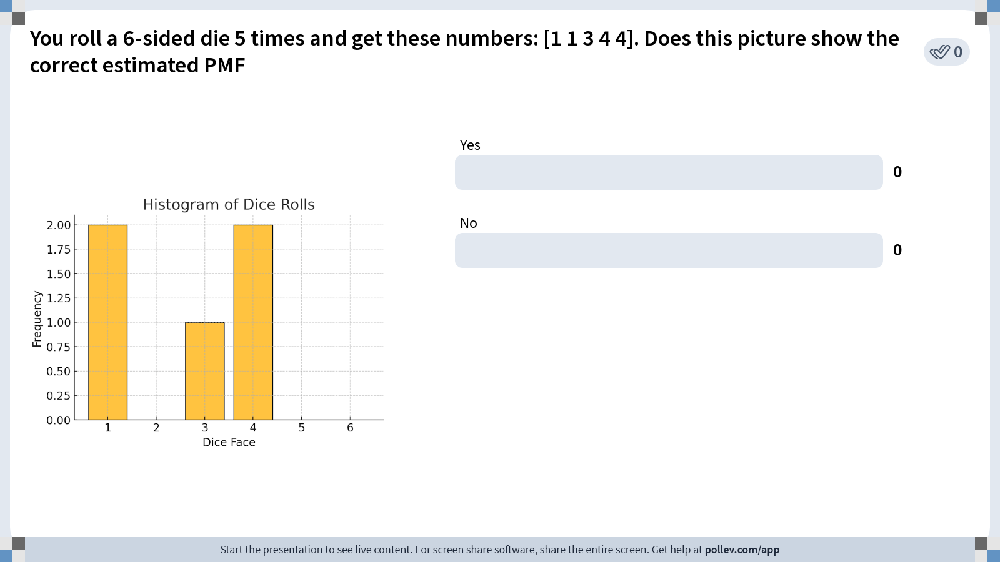 You roll a 6-sided die 5 times and get these numbers: [1 1 3 4 4]. Does this picture show the
correct estimated PMF
0
Yes
0
No
0
Histogram of Dice Rolls
2.00
1.75
1.50
1.25
1.00
0.75
0.50
0.25
0.00
Frequency
1 2 3 4 5 6
Dice Face
Start the presentation to see live content. For screen share software, share the entire screen. Get help at pollev.com/app